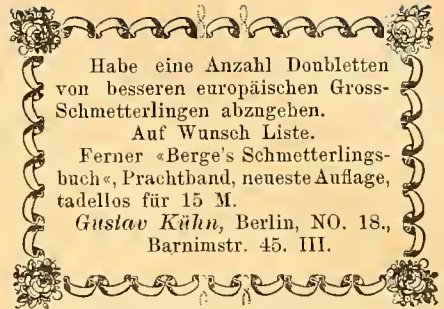 Habe eine Anzahl Doubletten
von besseren europäischen Gross-
Schmetterlingen abzugeben.
Auf Wunsch Liste.
Ferner «Berge's Schmetterlings-
buch«, Prachtband, neueste Auflage,
tadellos für 15 M.
Gustav Kühn, Berlin, NO. 18.,
Barnimstr. 45. III.